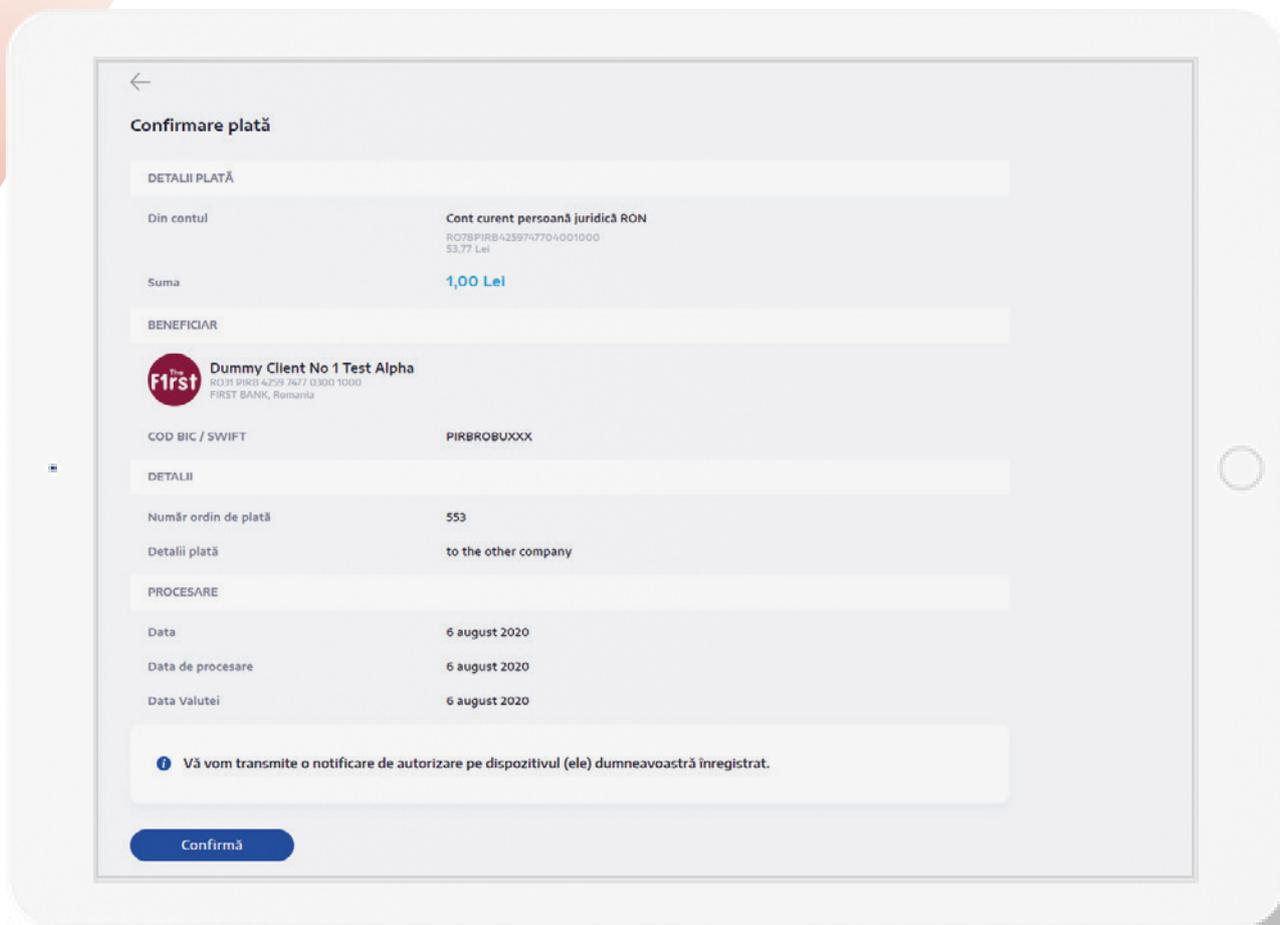 Confirmare plată
DETALII PLATĂ
Din contul
Cont curent persoană juridică RON
RO78PIRB4259747704001000
53,77 Lei
Suma
1,00 Lei
BENEFICIAR
The F1rst
Dummy Client No 1 Test Alpha
RO31 PIRB 4259 7477 0300 1000
FIRST BANK, Romania
COD BIC / SWIFT
PIRBROBUXXX
DETALII
Număr ordin de plată
553
Detalii plată
to the other company
PROCESARE
Data
6 august 2020
Data de procesare
6 august 2020
Data Valutei
6 august 2020
Vă vom transmite o notificare de autorizare pe dispozitivul (ele) dumneavoastră înregistrat.
Confirmă